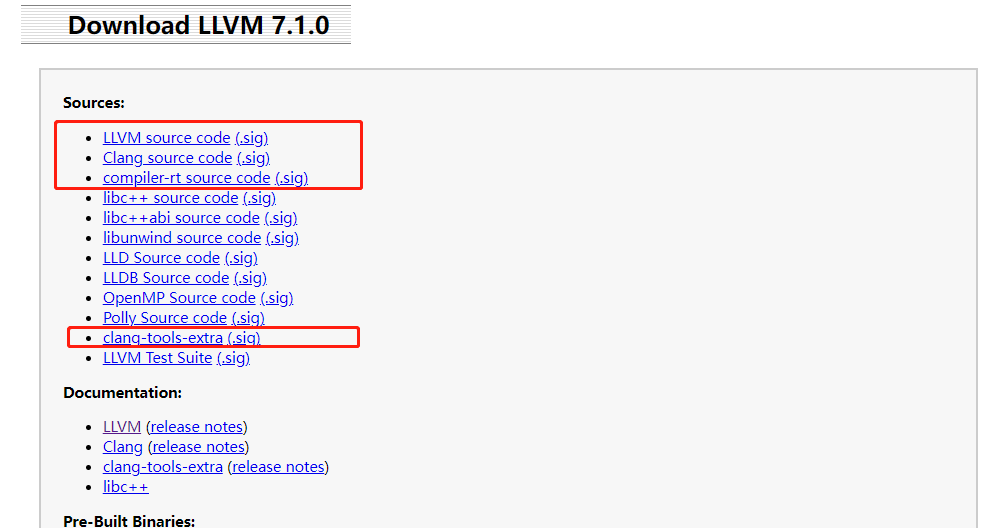 Download LLVM 7.1.0
Sources:
LLVM source code (.sig)
Clang source code (.sig)
compiler-rt source code (.sig)
libc++ source code (.sig)
libc++abi source code (.sig)
libunwind source code (.sig)
LLD Source code (.sig)
LLDB Source code (.sig)
OpenMP Source code (.sig)
Polly Source code (.sig)
clang-tools-extra (.sig)
LLVM Test Suite (.sig)
Documentation:
LLVM (release notes)
Clang (release notes)
clang-tools-extra (release notes)
libc++
Pre-Built Binaries: